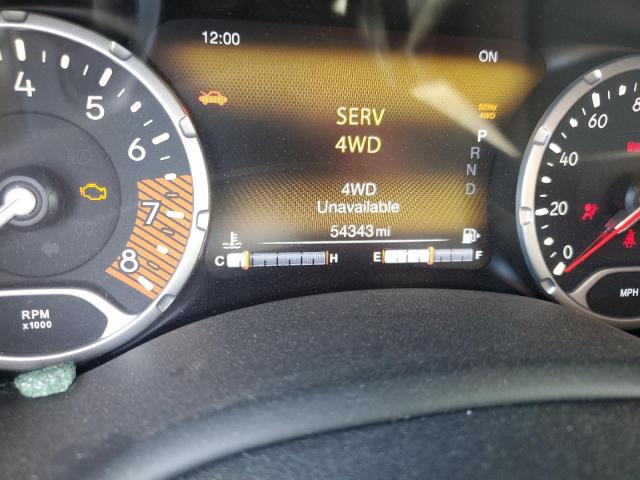 12:00
ON
SERV
4WD
SERV
4WD
4WD
Unavailable
54343 mi
P
R
N
D
C
H
E
F
4
5
6
7
8
RPM
x1000
80
60
40
20
0
MPH